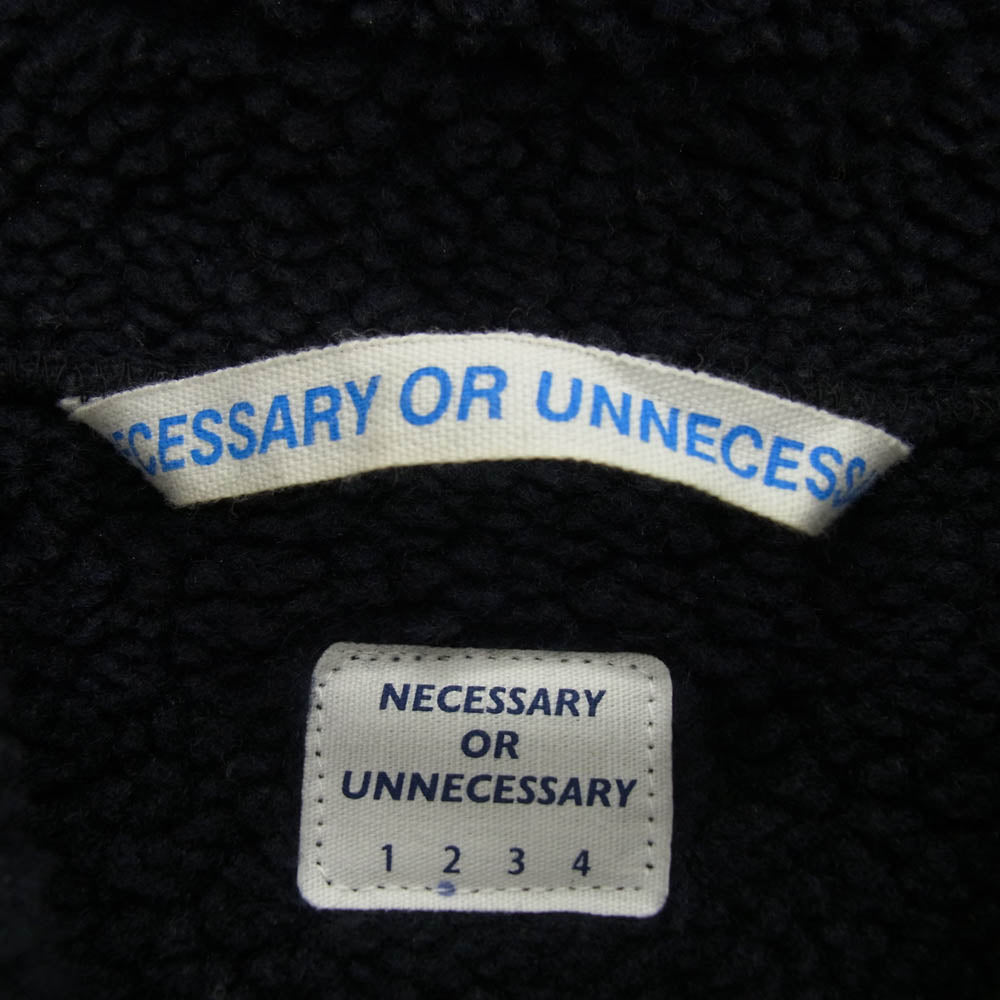 ECESSARY OR UNNECESS
NECESSARY
OR
UNNECESSARY
1 2 3 4